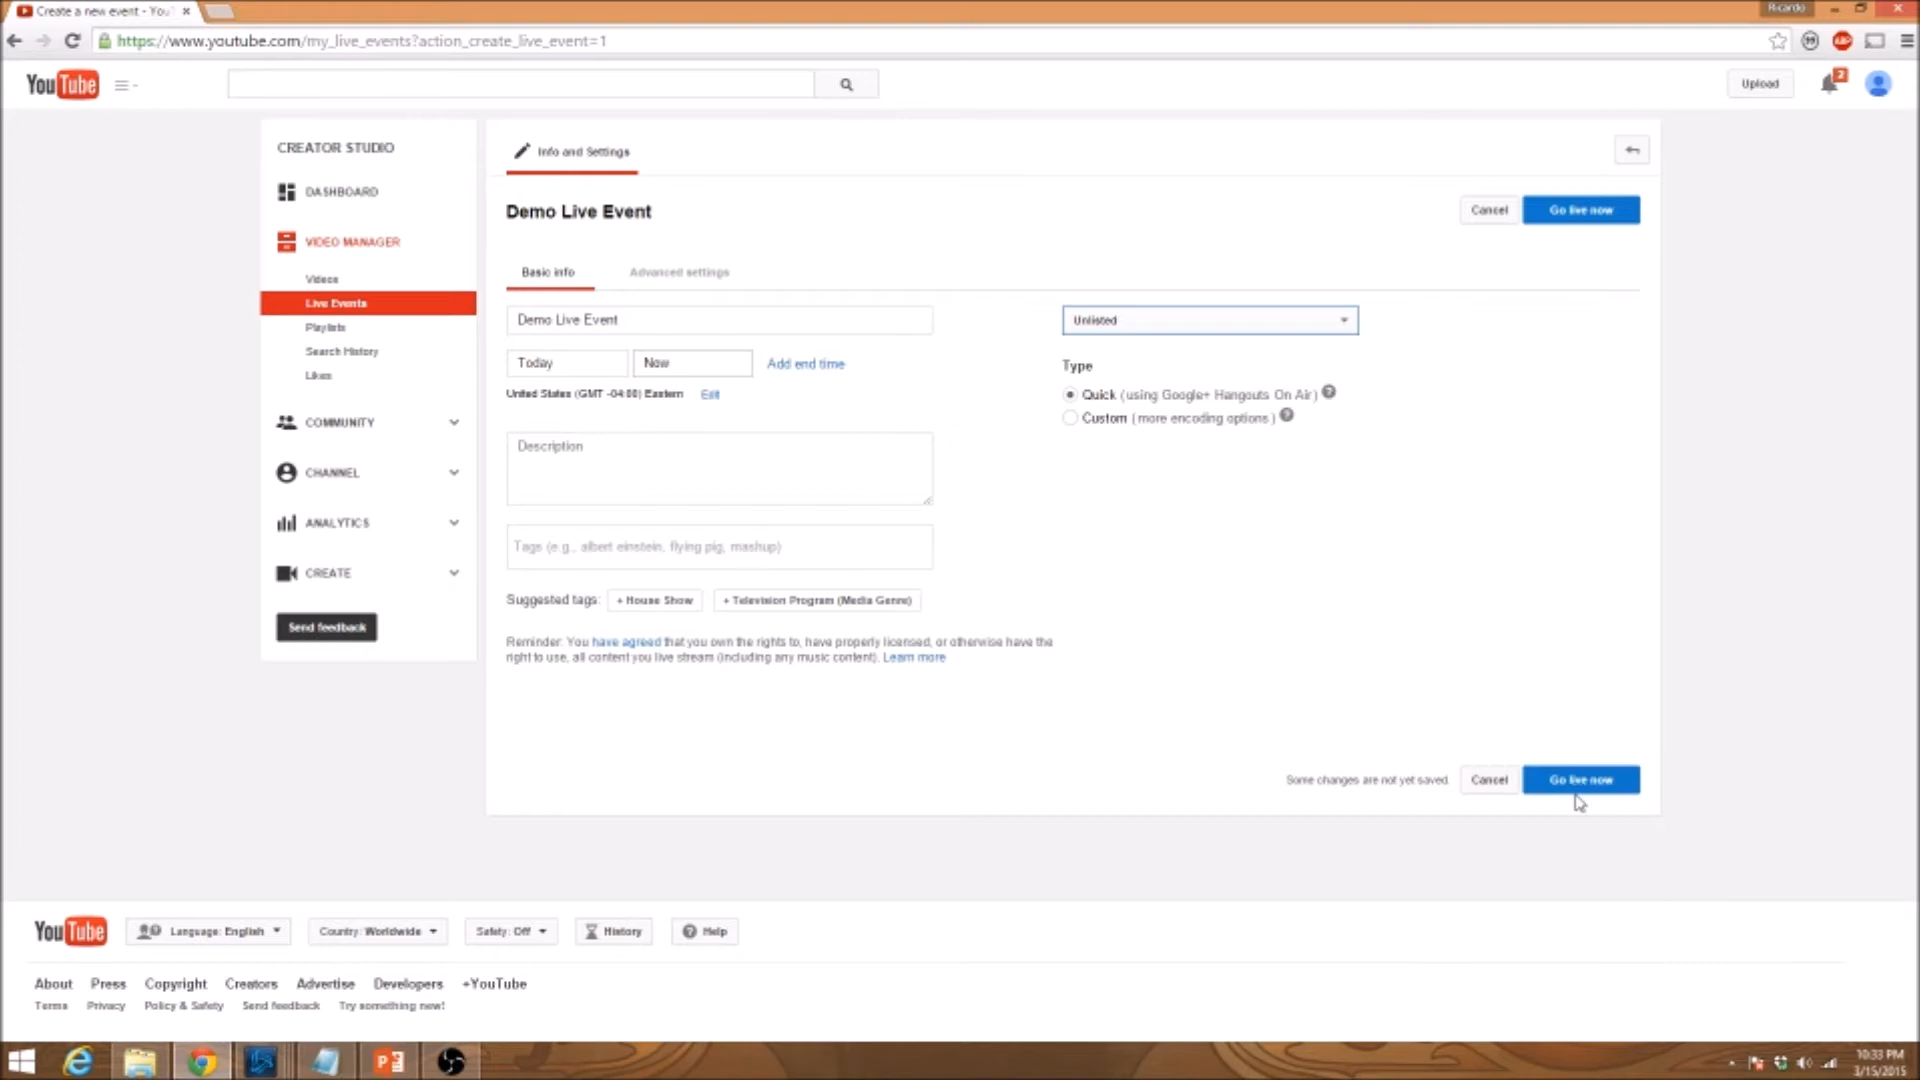 Create a new event - YouT
Ricardo
https://www.youtube.com/my_live_events?action_create_live_event=1
YouTube
Upload
2
CREATOR STUDIO
DASHBOARD
VIDEO MANAGER
Videos
Live Events
Playlists
Search History
Likes
COMMUNITY
CHANNEL
ANALYTICS
CREATE
Send feedback
Info and Settings
Demo Live Event
Cancel
Go live now
Basic info
Advanced settings
Demo Live Event
Unlisted
Today
Now
Add end time
United States (GMT -04:00) Eastern Edit
Type
Quick (using Google+ Hangouts On Air) ?
Custom (more encoding options) ?
Description
Tags (e.g., albert einstein, flying pig, mashup)
Suggested tags: + House Show + Television Program (Media Genre)
Reminder: You have agreed that you own the rights to, have properly licensed, or otherwise have the
right to use, all content you live stream (including any music content). Learn more
Some changes are not yet saved. Cancel Go live now
YouTube
Language: English
Country: Worldwide
Safety: Off
History
Help
About Press Copyright Creators Advertise Developers +YouTube
Terms Privacy Policy & Safety Send feedback Try something new!
10:33 PM
3/15/2015